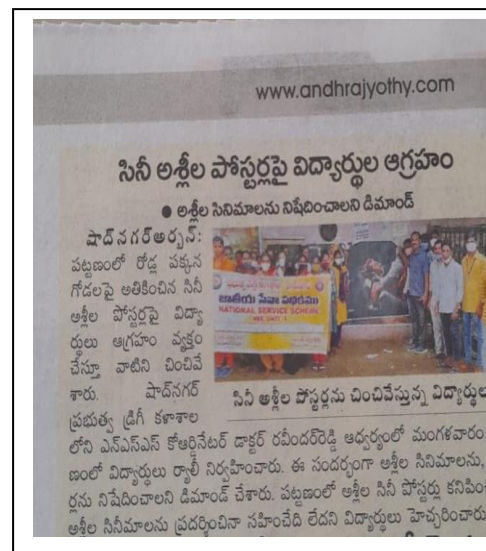 www.andhrajyothy.com
సినీ అశ్లీల పోస్టర్లపై విద్యార్థుల ఆగ్రహం
● అశ్లీల సినిమాలను నిషేదించాలని డిమాండ్
షాద్‌నగర్‌అర్బన్:
పట్టణంలో రోడ్ల పక్కన
గోడలపై అతికించిన సినీ
అశ్లీల పోస్టర్లపై విద్యా
ర్థులు ఆగ్రహం వ్యక్తం
చేస్తూ వాటిని చించివే
శారు. షాద్‌నగర్
ప్రభుత్వ డ్రిగీ కళాశాల
జాతీయ సేవా పథకము
NATIONAL SERVICE SCHEME
సినీ అశ్లీల పోస్టర్లను చించివేస్తున్న విద్యార్థులు
లోని ఎన్ఎస్ఎస్ కోఆర్డినేటర్ డాక్టర్ రవీందర్‌రెడ్డి ఆధ్వర్యంలో మంగళవారం
ణంలో విద్యార్థులు ర్యాలీ నిర్వహించారు. ఈ సందర్భంగా అశ్లీల సినిమాలను,
ర్లను నిషేదించాలని డిమాండ్ చేశారు. పట్టణంలో అశ్లీల సినీ పోస్టర్లు కనిపిం
అశ్లీల సినీమాలను ప్రదర్శించినా సహించేది లేదని విద్యార్థులు హెచ్చరించారు